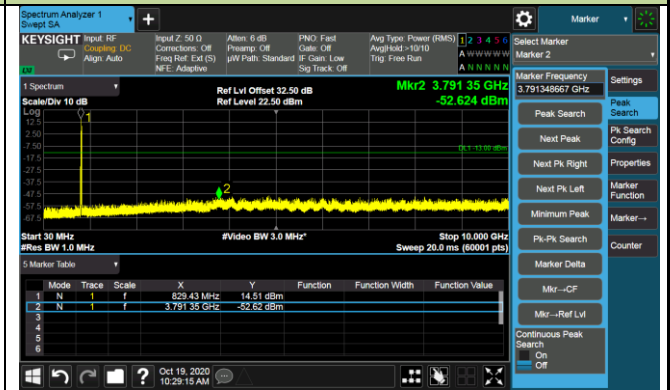 Spectrum Analyzer 1
Swept SA
+
Marker
KEYSIGHT Input: RF
Coupling: DC
Align: Auto
Input Z: 50 Ω
Corrections: Off
Freq Ref: Ext (S)
NFE: Adaptive
Atten: 6 dB
Preamp: Off
µW Path: Standard
PNO: Fast
Gate: Off
IF Gain: Low
Sig Track: Off
Avg Type: Power (RMS)
Avg|Hold:>10/10
Trig: Free Run
1 2 3 4 5 6
A W W W W W
A N N N N N
Select Marker
Marker 2
Marker Frequency
3.791348667 GHz
Peak Search
Next Peak
Next Pk Right
Next Pk Left
Minimum Peak
Pk-Pk Search
Marker Delta
Mkr→CF
Mkr→Ref Lvl
Continuous Peak
Search
On
Off
Settings
Peak
Search
Pk Search
Config
Properties
Marker
Function
Marker→
Counter
1 Spectrum
Scale/Div 10 dB
Ref Lvl Offset 32.50 dB
Ref Level 22.50 dBm
Mkr2 3.791 35 GHz
-52.624 dBm
Log
12.5
2.50
-7.50
-17.5
-27.5
-37.5
-47.5
-57.5
-67.5
1
2
DL1 -13.00 dBm
Start 30 MHz
#Res BW 1.0 MHz
#Video BW 3.0 MHz*
Stop 10.000 GHz
Sweep 20.0 ms (60001 pts)
5 Marker Table
Mode Trace Scale X Y Function Function Width Function Value
1 N 1 f 829.43 MHz 14.51 dBm
2 N 1 f 3.791 35 GHz -52.62 dBm
3
4
5
6
?
Oct 19, 2020
10:29:15 AM